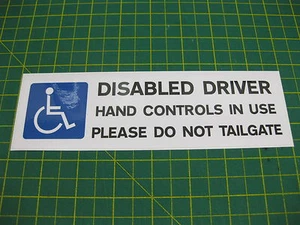 DISABLED DRIVER
HAND CONTROLS IN USE
PLEASE DO NOT TAILGATE